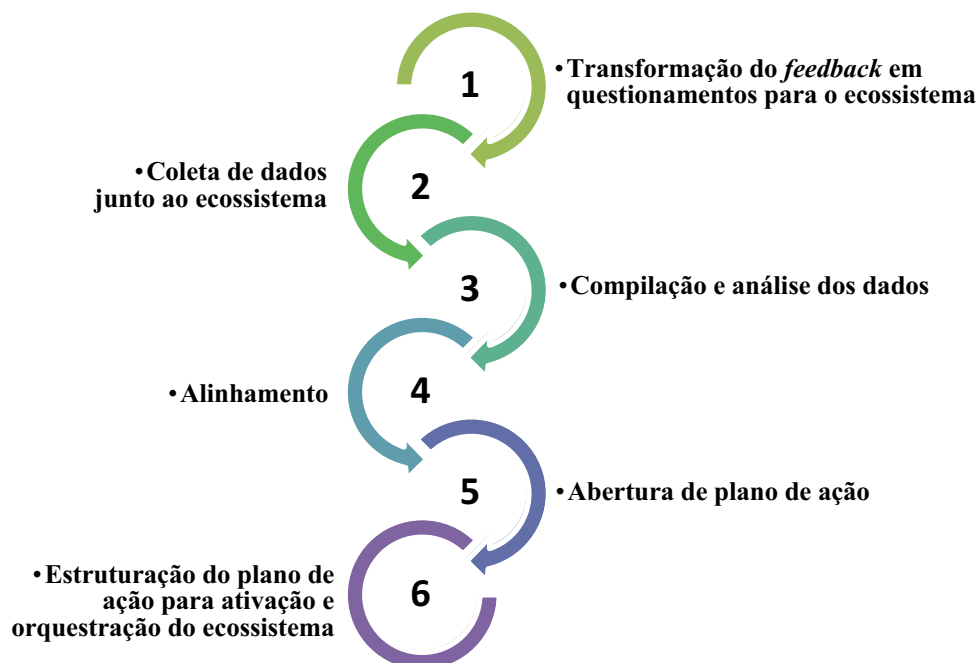 1
• Transformação do feedback em
questionamentos para o ecossistema
• Coleta de dados
junto ao ecossistema
2
3
• Compilação e análise dos dados
• Alinhamento
4
5
• Abertura de plano de ação
• Estruturação do plano de
ação para ativação e
orquestração do ecossistema
6